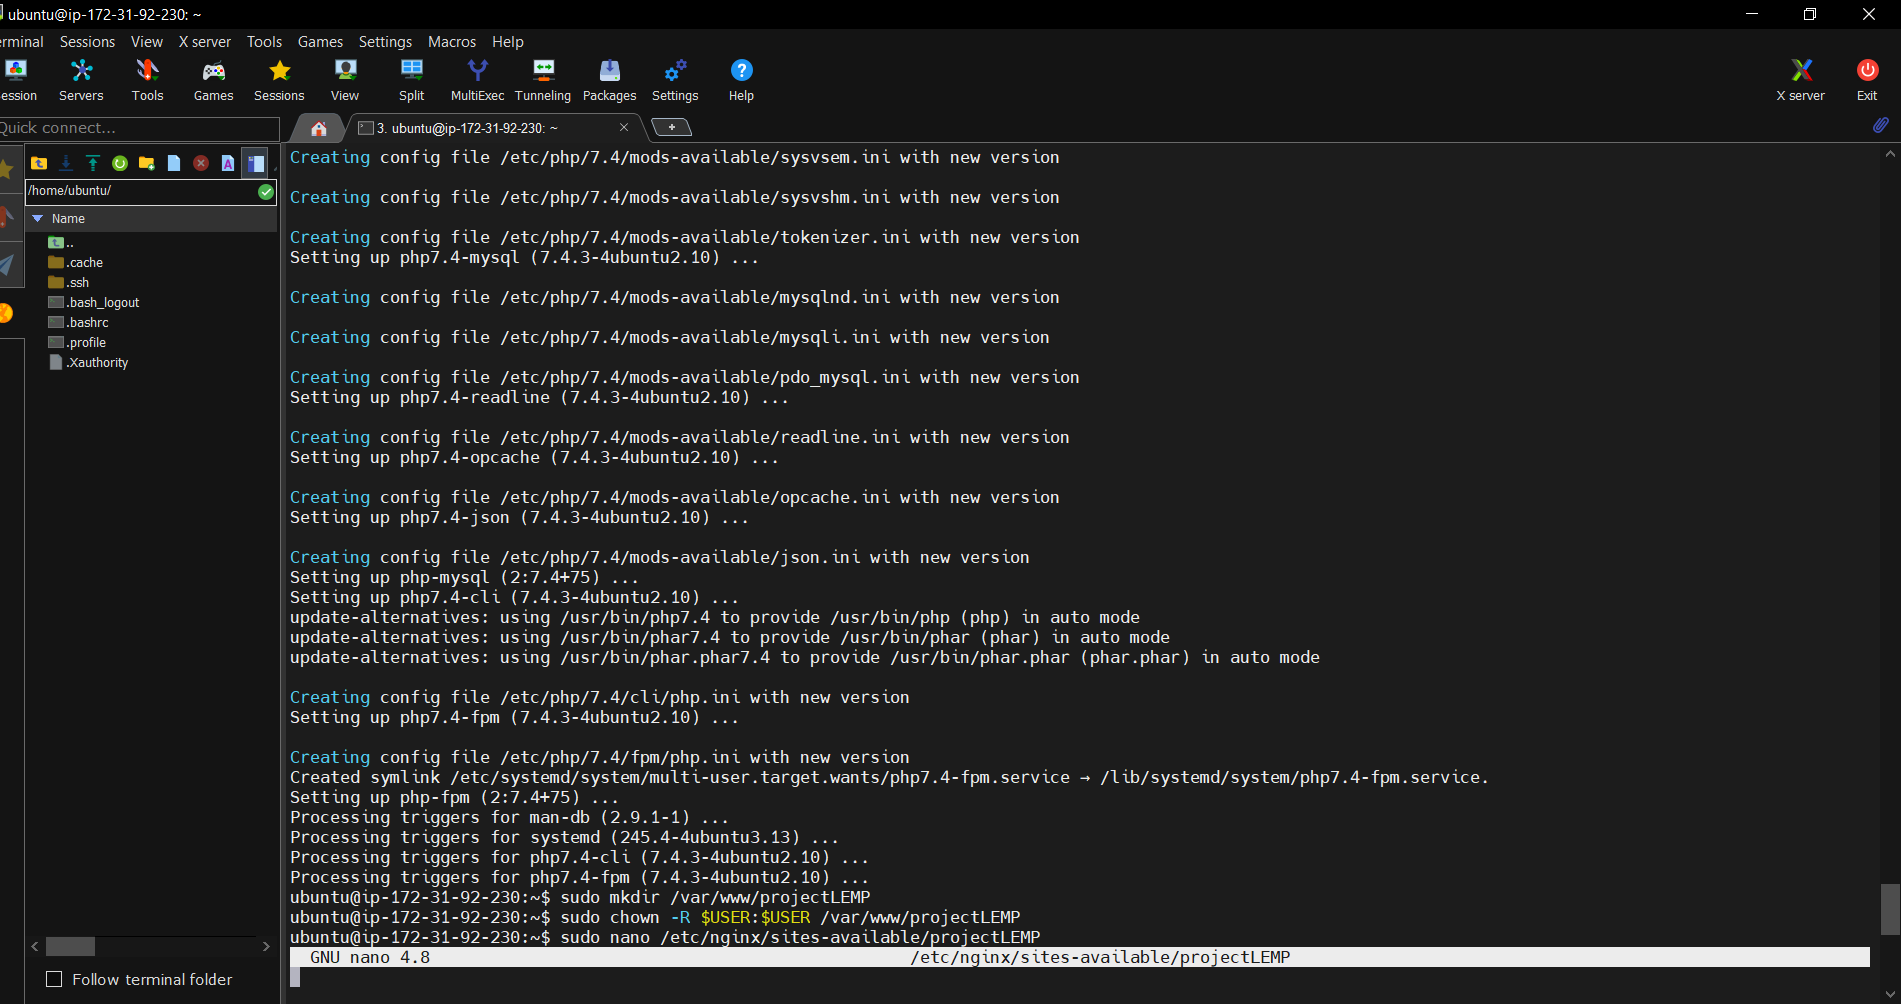 ubuntu@ip-172-31-92-230: ~
erminal Sessions View X server Tools Games Settings Macros Help
ession Servers Tools Games Sessions View Split MultiExec Tunneling Packages Settings Help X server Exit
Quick connect...
3. ubuntu@ip-172-31-92-230: ~
/home/ubuntu/
Name
..
.cache
.ssh
.bash_logout
.bashrc
.profile
.Xauthority
Follow terminal folder
Creating config file /etc/php/7.4/mods-available/sysvsem.ini with new version
Creating config file /etc/php/7.4/mods-available/sysvshm.ini with new version
Creating config file /etc/php/7.4/mods-available/tokenizer.ini with new version
Setting up php7.4-mysql (7.4.3-4ubuntu2.10) ...
Creating config file /etc/php/7.4/mods-available/mysqlnd.ini with new version
Creating config file /etc/php/7.4/mods-available/mysqli.ini with new version
Creating config file /etc/php/7.4/mods-available/pdo_mysql.ini with new version
Setting up php7.4-readline (7.4.3-4ubuntu2.10) ...
Creating config file /etc/php/7.4/mods-available/readline.ini with new version
Setting up php7.4-opcache (7.4.3-4ubuntu2.10) ...
Creating config file /etc/php/7.4/mods-available/opcache.ini with new version
Setting up php7.4-json (7.4.3-4ubuntu2.10) ...
Creating config file /etc/php/7.4/mods-available/json.ini with new version
Setting up php-mysql (2:7.4+75) ...
Setting up php7.4-cli (7.4.3-4ubuntu2.10) ...
update-alternatives: using /usr/bin/php7.4 to provide /usr/bin/php (php) in auto mode
update-alternatives: using /usr/bin/phar7.4 to provide /usr/bin/phar (phar) in auto mode
update-alternatives: using /usr/bin/phar.phar7.4 to provide /usr/bin/phar.phar (phar.phar) in auto mode
Creating config file /etc/php/7.4/cli/php.ini with new version
Setting up php7.4-fpm (7.4.3-4ubuntu2.10) ...
Creating config file /etc/php/7.4/fpm/php.ini with new version
Created symlink /etc/systemd/system/multi-user.target.wants/php7.4-fpm.service → /lib/systemd/system/php7.4-fpm.service.
Setting up php-fpm (2:7.4+75) ...
Processing triggers for man-db (2.9.1-1) ...
Processing triggers for systemd (245.4-4ubuntu3.13) ...
Processing triggers for php7.4-cli (7.4.3-4ubuntu2.10) ...
Processing triggers for php7.4-fpm (7.4.3-4ubuntu2.10) ...
ubuntu@ip-172-31-92-230:~$ sudo mkdir /var/www/projectLEMP
ubuntu@ip-172-31-92-230:~$ sudo chown -R $USER:$USER /var/www/projectLEMP
ubuntu@ip-172-31-92-230:~$ sudo nano /etc/nginx/sites-available/projectLEMP
GNU nano 4.8 /etc/nginx/sites-available/projectLEMP